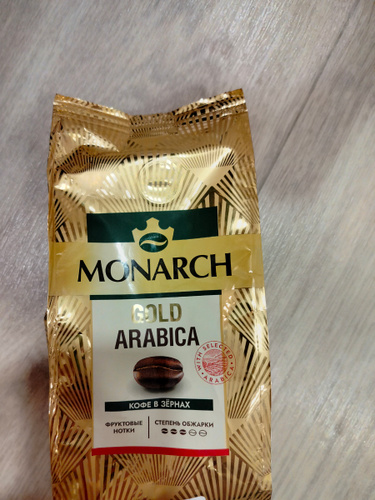 MONARCH
GOLD
ARABICA
WITH SELECTED
ARABICA
КОФЕ В ЗЁРНАХ
ФРУКТОВЫЕ
НОТКИ
СТЕПЕНЬ ОБЖАРКИ